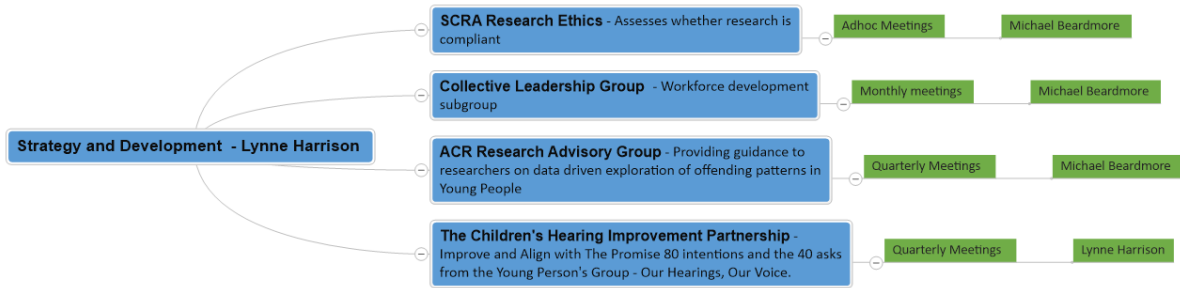 Strategy and Development - Lynne Harrison
SCRA Research Ethics - Assesses whether research is
compliant
Adhoc Meetings
Michael Beardmore
Collective Leadership Group - Workforce development
subgroup
Monthly meetings
Michael Beardmore
ACR Research Advisory Group - Providing guidance to
researchers on data driven exploration of offending patterns in
Young People
Quarterly Meetings
Michael Beardmore
The Children's Hearing Improvement Partnership -
Improve and Align with The Promise 80 intentions and the 40 asks
from the Young Person's Group - Our Hearings, Our Voice.
Quarterly Meetings
Lynne Harrison